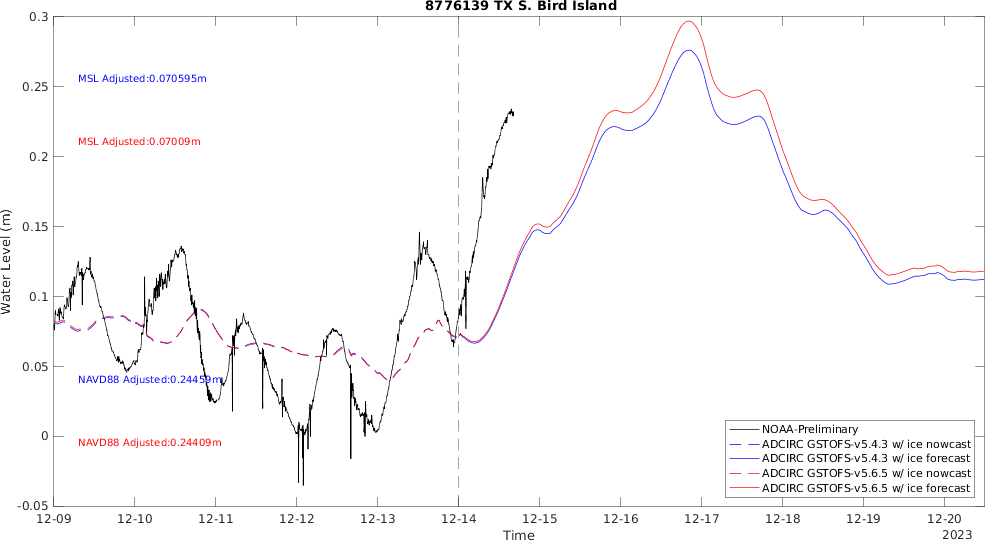 8776139 TX S. Bird Island
0.3
0.25
0.2
0.15
0.1
0.05
0
-0.05
Water Level (m)
MSL Adjusted:0.070595m
MSL Adjusted:0.07009m
NAVD88 Adjusted:0.24459m
NAVD88 Adjusted:0.24409m
NOAA-Preliminary
ADCIRC GSTOFS-v5.4.3 w/ ice nowcast
ADCIRC GSTOFS-v5.4.3 w/ ice forecast
ADCIRC GSTOFS-v5.6.5 w/ ice nowcast
ADCIRC GSTOFS-v5.6.5 w/ ice forecast
12-09 12-10 12-11 12-12 12-13 12-14 12-15 12-16 12-17 12-18 12-19 12-20
Time
2023